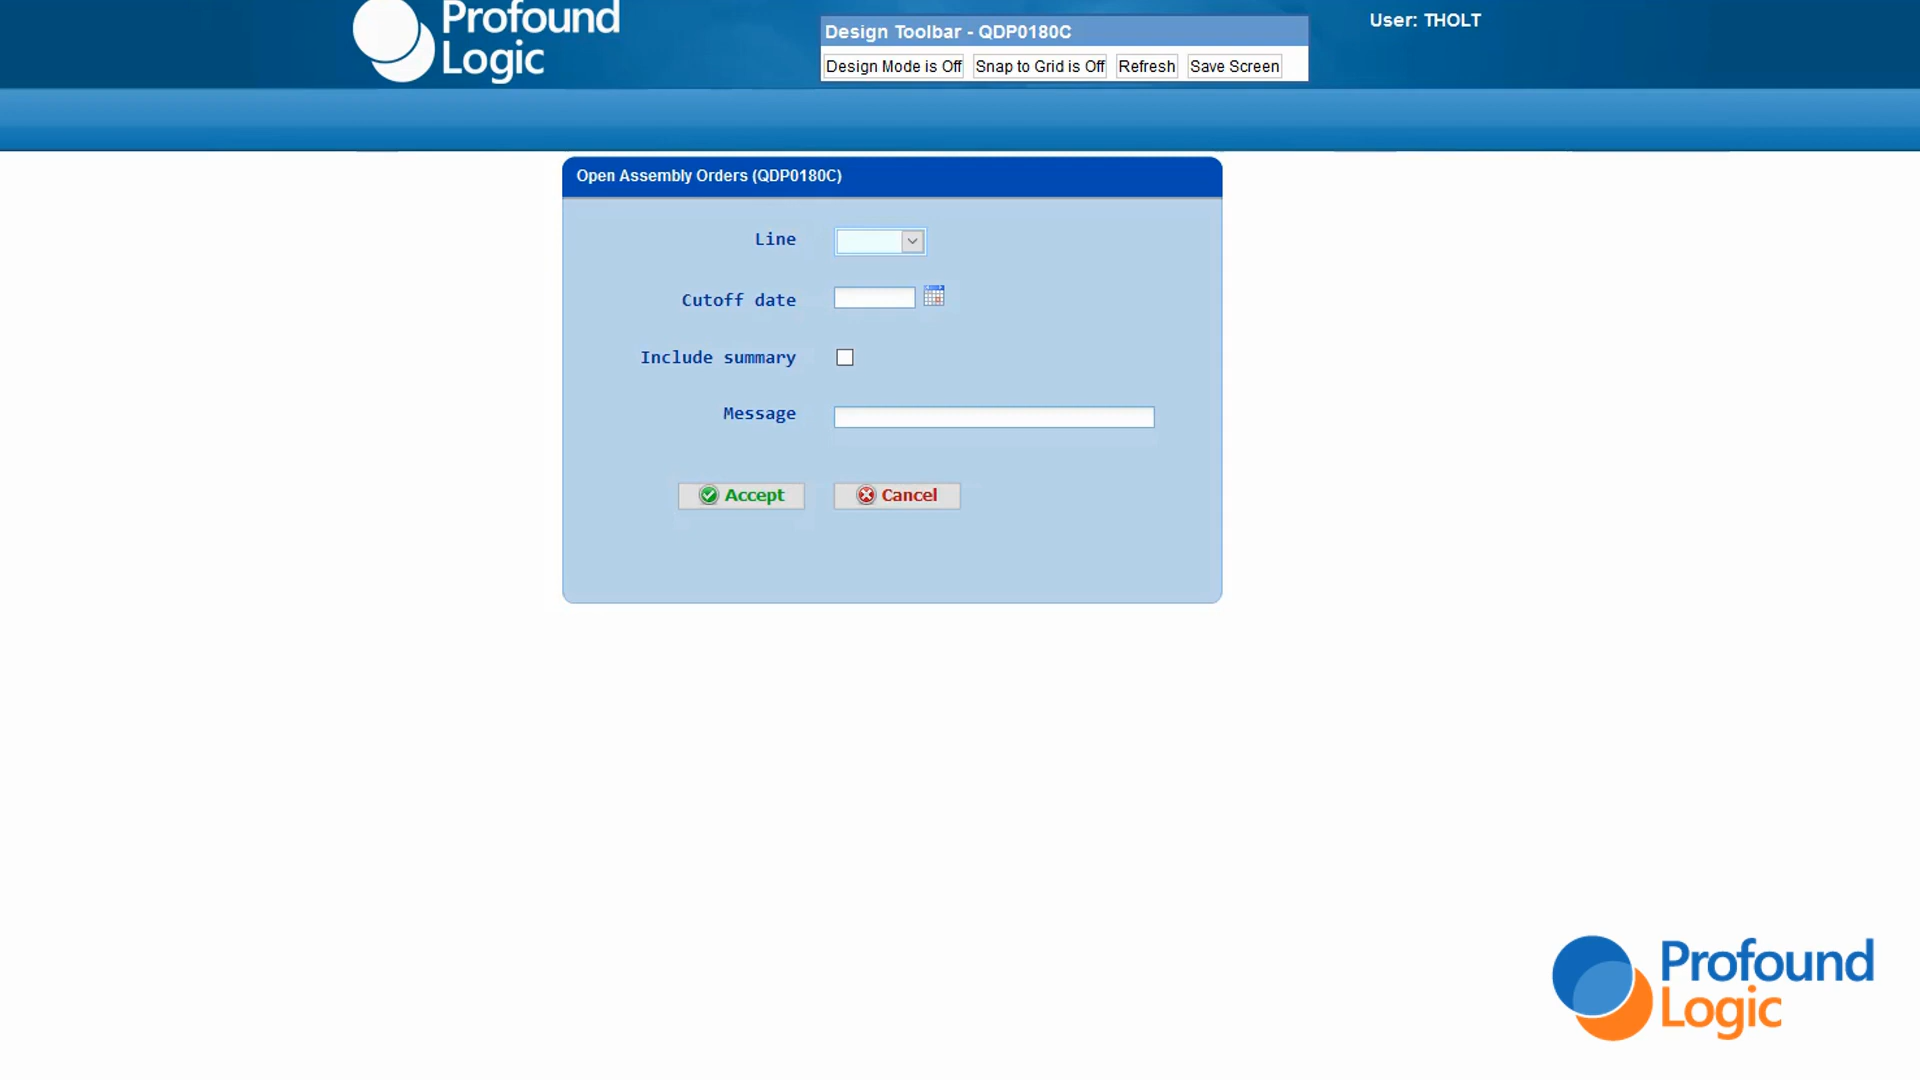 Profound
Logic
Design Toolbar - QDP0180C
Design Mode is Off Snap to Grid is Off Refresh Save Screen
User: THOLT
Open Assembly Orders (QDP0180C)
Line
Cutoff date
Include summary
Message
Accept Cancel
Profound
Logic